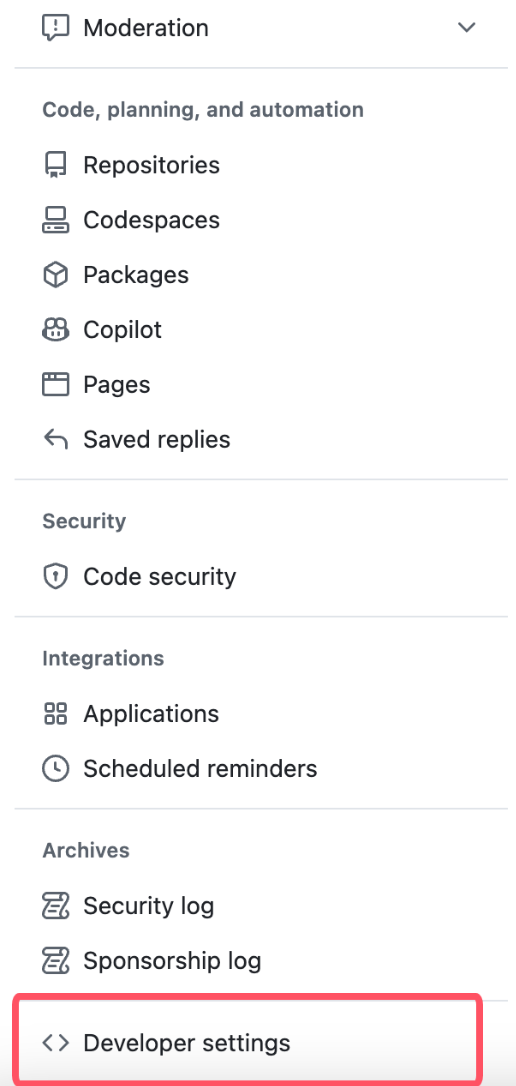 Moderation
Code, planning, and automation
Repositories
Codespaces
Packages
Copilot
Pages
Saved replies
Security
Code security
Integrations
Applications
Scheduled reminders
Archives
Security log
Sponsorship log
Developer settings